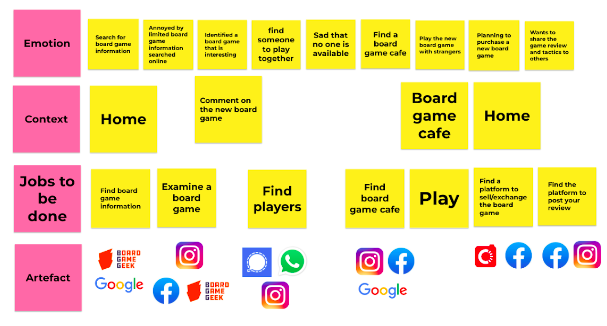 Emotion
Search for
board game
information
Annoyed by
limited board
game
information
searched
online
Identified a
board game
that is
interesting
find
someone
to play
together
Sad that
no one is
available
Find a
board
game cafe
Play the new
board game
with strangers
Planning to
purchase a new
board
game
Wants to
share the
game review
and tactics to
others
Context
Home
Comment on
the new board
game
Board
game
cafe
Home
Jobs to
be
done
Find board
game
information
Examine a
board
game
Find
players
Find
board
game cafe
Play
Find a
platform to
sell/exchange
the board
game
Find the
platform to
post your
review
Artefact
BOARD
GAME
GEEK
Google
BOARD
GAME
GEEK
Google